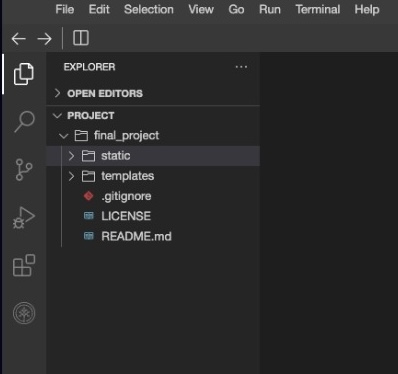 File Edit Selection View Go Run Terminal Help
EXPLORER
OPEN EDITORS
PROJECT
final_project
static
templates
.gitignore
LICENSE
README.md